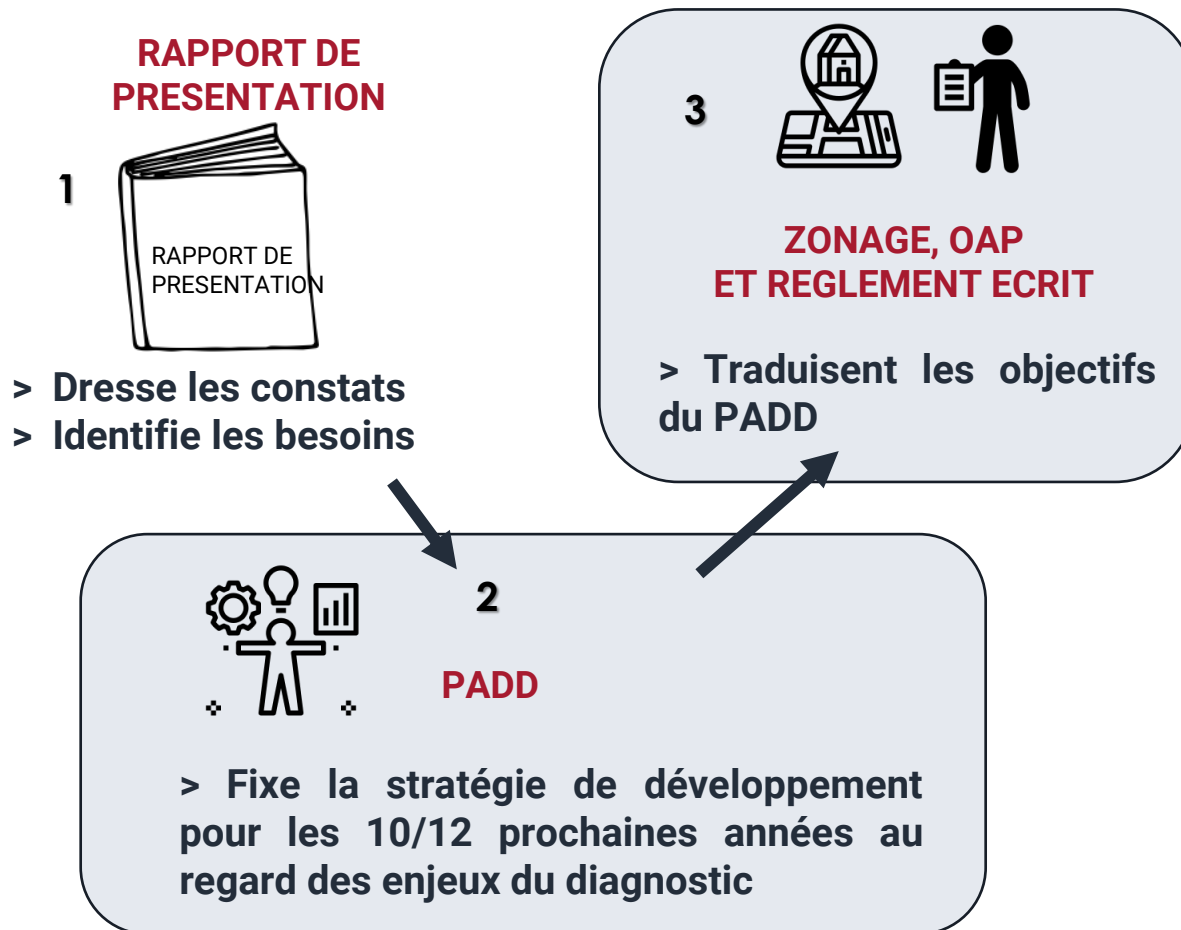 RAPPORT DE
PRESENTATION
1
RAPPORT DE
PRESENTATION
> Dresse les constats
> Identifie les besoins
2
PADD
> Fixe la stratégie de développement
pour les 10/12 prochaines années au
regard des enjeux du diagnostic
3
ZONAGE, OAP
ET REGLEMENT ECRIT
> Traduisent les objectifs
du PADD